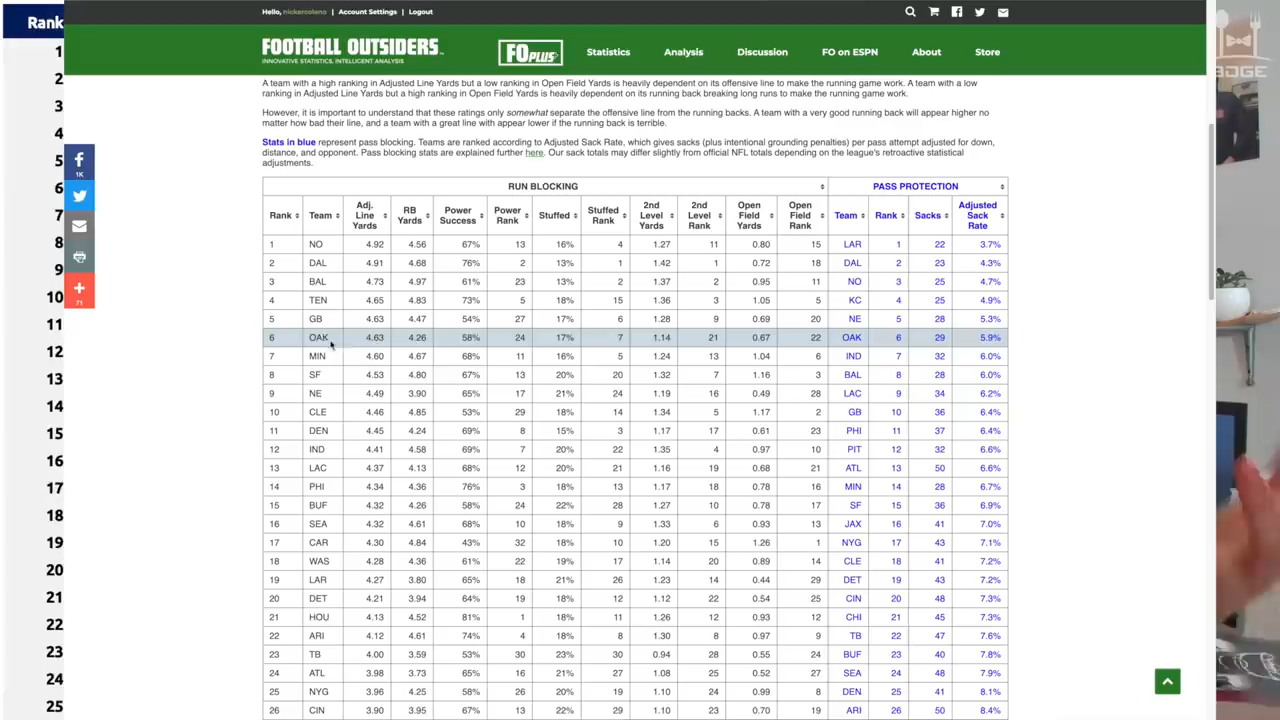 Hello, nickercolano | Account Settings | Logout
FOOTBALL OUTSIDERS
INNOVATIVE STATISTICS, INTELLIGENT ANALYSIS
FO PLUS
Statistics Analysis Discussion FO on ESPN About Store
A team with a high ranking in Adjusted Line Yards but a low ranking in Open Field Yards is heavily dependent on its offensive line to make the running game work. A team with a low
ranking in Adjusted Line Yards but a high ranking in Open Field Yards is heavily dependent on its running back breaking long runs to make the running game work.
However, it is important to understand that these ratings only somewhat separate the offensive line from the running backs. A team with a very good running back will appear higher no
matter how bad their line, and a team with a great line with appear lower if the running back is terrible.
Stats in blue represent pass blocking. Teams are ranked according to Adjusted Sack Rate, which gives sacks (plus intentional grounding penalties) per pass attempt adjusted for down,
distance, and opponent. Pass blocking stats are explained further here. Our sack totals may differ slightly from official NFL totals depending on the league's retroactive statistical
adjustments.
RUN BLOCKING PASS PROTECTION
Rank Team Adj. Line Yards RB Yards Power Success Power Rank Stuffed Stuffed Rank 2nd Level Yards 2nd Level Rank Open Field Yards Open Field Rank Team Rank Sacks Adjusted Sack Rate
1 NO 4.92 4.56 67% 13 16% 4 1.27 11 0.80 15 LAR 1 22 3.7%
2 DAL 4.91 4.68 76% 2 13% 1 1.42 1 0.72 18 DAL 2 23 4.3%
3 BAL 4.73 4.97 61% 23 13% 2 1.37 2 0.95 11 NO 3 25 4.7%
4 TEN 4.65 4.83 73% 5 18% 15 1.36 3 1.05 5 KC 4 25 4.9%
5 GB 4.63 4.47 54% 27 17% 6 1.28 9 0.69 20 NE 5 28 5.3%
6 OAK 4.63 4.26 58% 24 17% 7 1.14 21 0.67 22 OAK 6 29 5.9%
7 MIN 4.60 4.67 68% 11 16% 5 1.24 13 1.04 6 IND 7 32 6.0%
8 SF 4.53 4.80 67% 13 20% 20 1.32 7 1.16 3 BAL 8 28 6.0%
9 NE 4.49 3.90 65% 17 21% 24 1.19 16 0.49 28 LAC 9 34 6.2%
10 CLE 4.46 4.85 53% 29 18% 14 1.34 5 1.17 2 GB 10 36 6.4%
11 DEN 4.45 4.24 69% 8 15% 3 1.17 17 0.61 23 PHI 11 37 6.4%
12 IND 4.41 4.58 69% 7 20% 22 1.35 4 0.97 10 PIT 12 32 6.6%
13 LAC 4.37 4.13 68% 12 20% 21 1.16 19 0.68 21 ATL 13 50 6.6%
14 PHI 4.34 4.36 76% 3 18% 13 1.17 18 0.78 16 MIN 14 28 6.7%
15 BUF 4.32 4.26 58% 24 22% 28 1.27 10 0.78 17 SF 15 36 6.9%
16 SEA 4.32 4.61 68% 10 18% 9 1.33 6 0.93 13 JAX 16 41 7.0%
17 CAR 4.30 4.84 43% 32 18% 10 1.20 15 1.26 1 NYG 17 43 7.1%
18 WAS 4.28 4.36 61% 22 19% 17 1.14 20 0.89 14 CLE 18 41 7.2%
19 LAR 4.27 3.80 65% 18 21% 26 1.23 14 0.44 29 DET 19 43 7.2%
20 DET 4.21 3.94 64% 19 18% 12 1.12 22 0.54 25 CIN 20 48 7.3%
21 HOU 4.13 4.52 81% 1 18% 11 1.26 12 0.93 12 CHI 21 45 7.3%
22 ARI 4.12 4.61 74% 4 18% 8 1.30 8 0.97 9 TB 22 47 7.6%
23 TB 4.00 3.59 53% 30 23% 30 0.94 28 0.55 24 BUF 23 40 7.8%
24 ATL 3.98 3.73 65% 16 21% 27 1.08 25 0.52 27 SEA 24 48 7.9%
25 NYG 3.96 4.25 58% 26 20% 19 1.10 24 0.99 8 DEN 25 41 8.1%
26 CIN 3.90 3.95 67% 13 22% 29 1.10 23 0.70 19 ARI 26 50 8.4%
Rank
1
2
3
4
5
6
7
8
9
10
11
12
13
14
15
16
17
18
19
20
21
22
23
24
25
1K
71